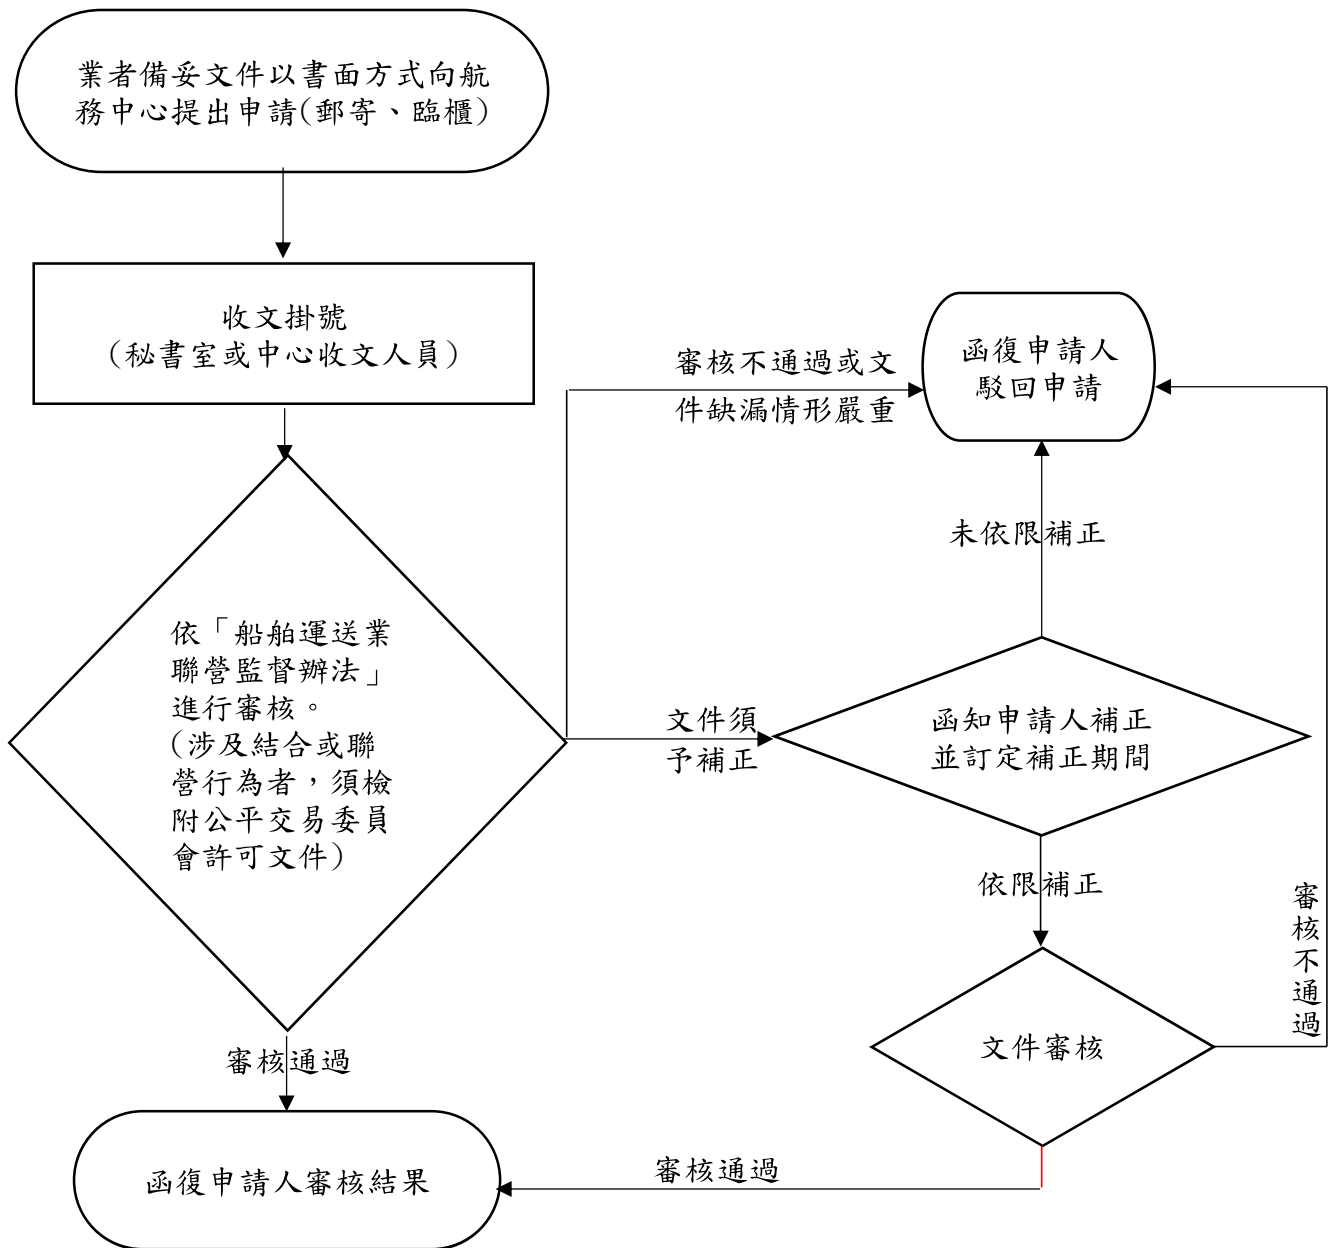 業者備妥文件以書面方式向航
務中心提出申請(郵寄、臨櫃)
收文掛號
(秘書室或中心收文人員)
函復申請人
駁回申請
審核不通過或文
件缺漏情形嚴重
未依限補正
依「船舶運送業
聯營監督辦法」
進行審核。
(涉及結合或聯
營行為者，須檢
附公平交易委員
會許可文件)
文件須
予補正
函知申請人補正
並訂定補正期間
依限補正
審核不通過
文件審核
審核通過
函復申請人審核結果
審核通過